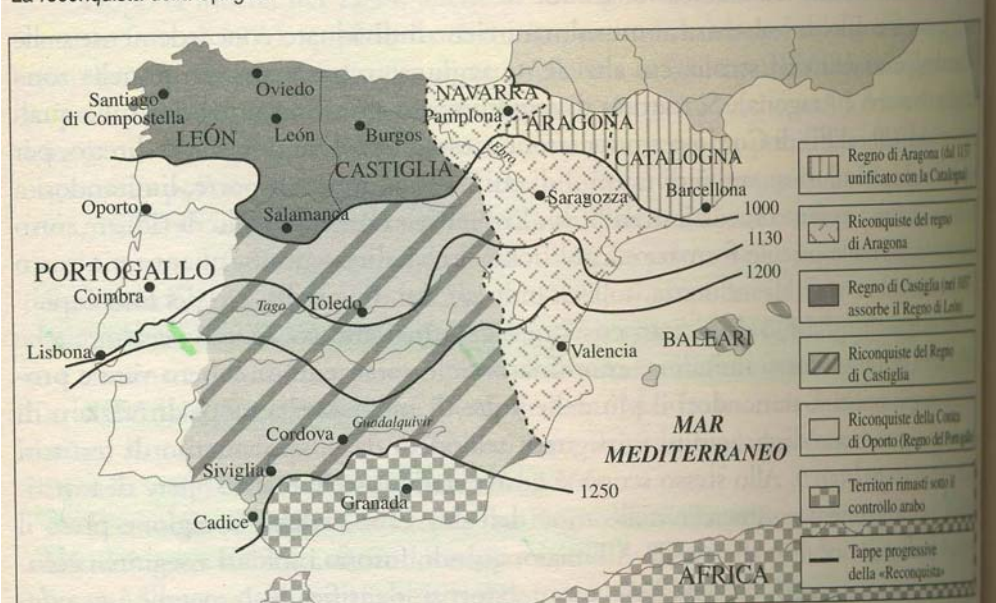 Santiago
di Compostella
Oviedo
LEÓN
León
Burgos
CASTIGLIA
NAVARRA
Pamplona
ARAGONA
Ebro
CATALOGNA
Saragozza
Barcellona
1000
Oporto
Salamanca
1130
PORTOGALLO
Coimbra
1200
Tago
Toledo
BALEARI
Lisbona
Valencia
MAR
MEDITERRANEO
Guadalquivir
Cordova
Siviglia
1250
Granada
Cadice
AFRICA
Regno di Aragona
unificato con la Catalogna
Riconquiste del regno
di Aragona
Regno di Castiglia
assorbe il Regno di León
Riconquiste del Regno
di Castiglia
Riconquiste della Contea
di Oporto (Regno del Portogallo)
Territori rimasti sotto il
controllo arabo
Tappe progressive
della «Reconquista»